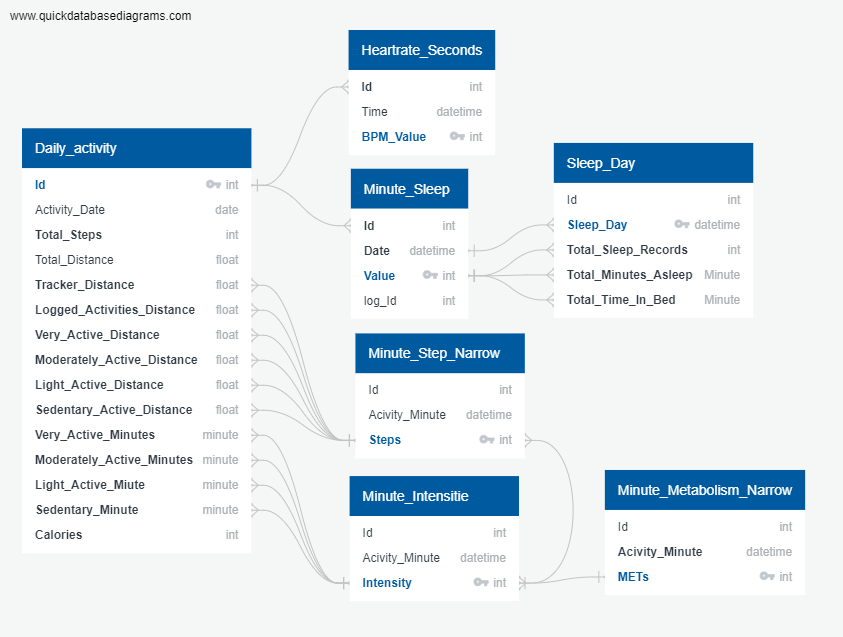 www.quickdatabasediagrams.com
Daily_activity
Id int
Activity_Date date
Total_Steps int
Total_Distance float
Tracker_Distance float
Logged_Activities_Distance float
Very_Active_Distance float
Moderately_Active_Distance float
Light_Active_Distance float
Sedentary_Active_Distance float
Very_Active_Minutes minute
Moderately_Active_Minutes minute
Light_Active_Miute minute
Sedentary_Minute minute
Calories int
Heartrate_Seconds
Id int
Time datetime
BPM_Value int
Minute_Sleep
Id int
Date datetime
Value int
log_Id int
Sleep_Day
Id int
Sleep_Day datetime
Total_Sleep_Records int
Total_Minutes_Asleep Minute
Total_Time_In_Bed Minute
Minute_Step_Narrow
Id int
Acivity_Minute datetime
Steps int
Minute_Intensitie
Id int
Acivity_Minute datetime
Intensity int
Minute_Metabolism_Narrow
Id int
Acivity_Minute datetime
METs int